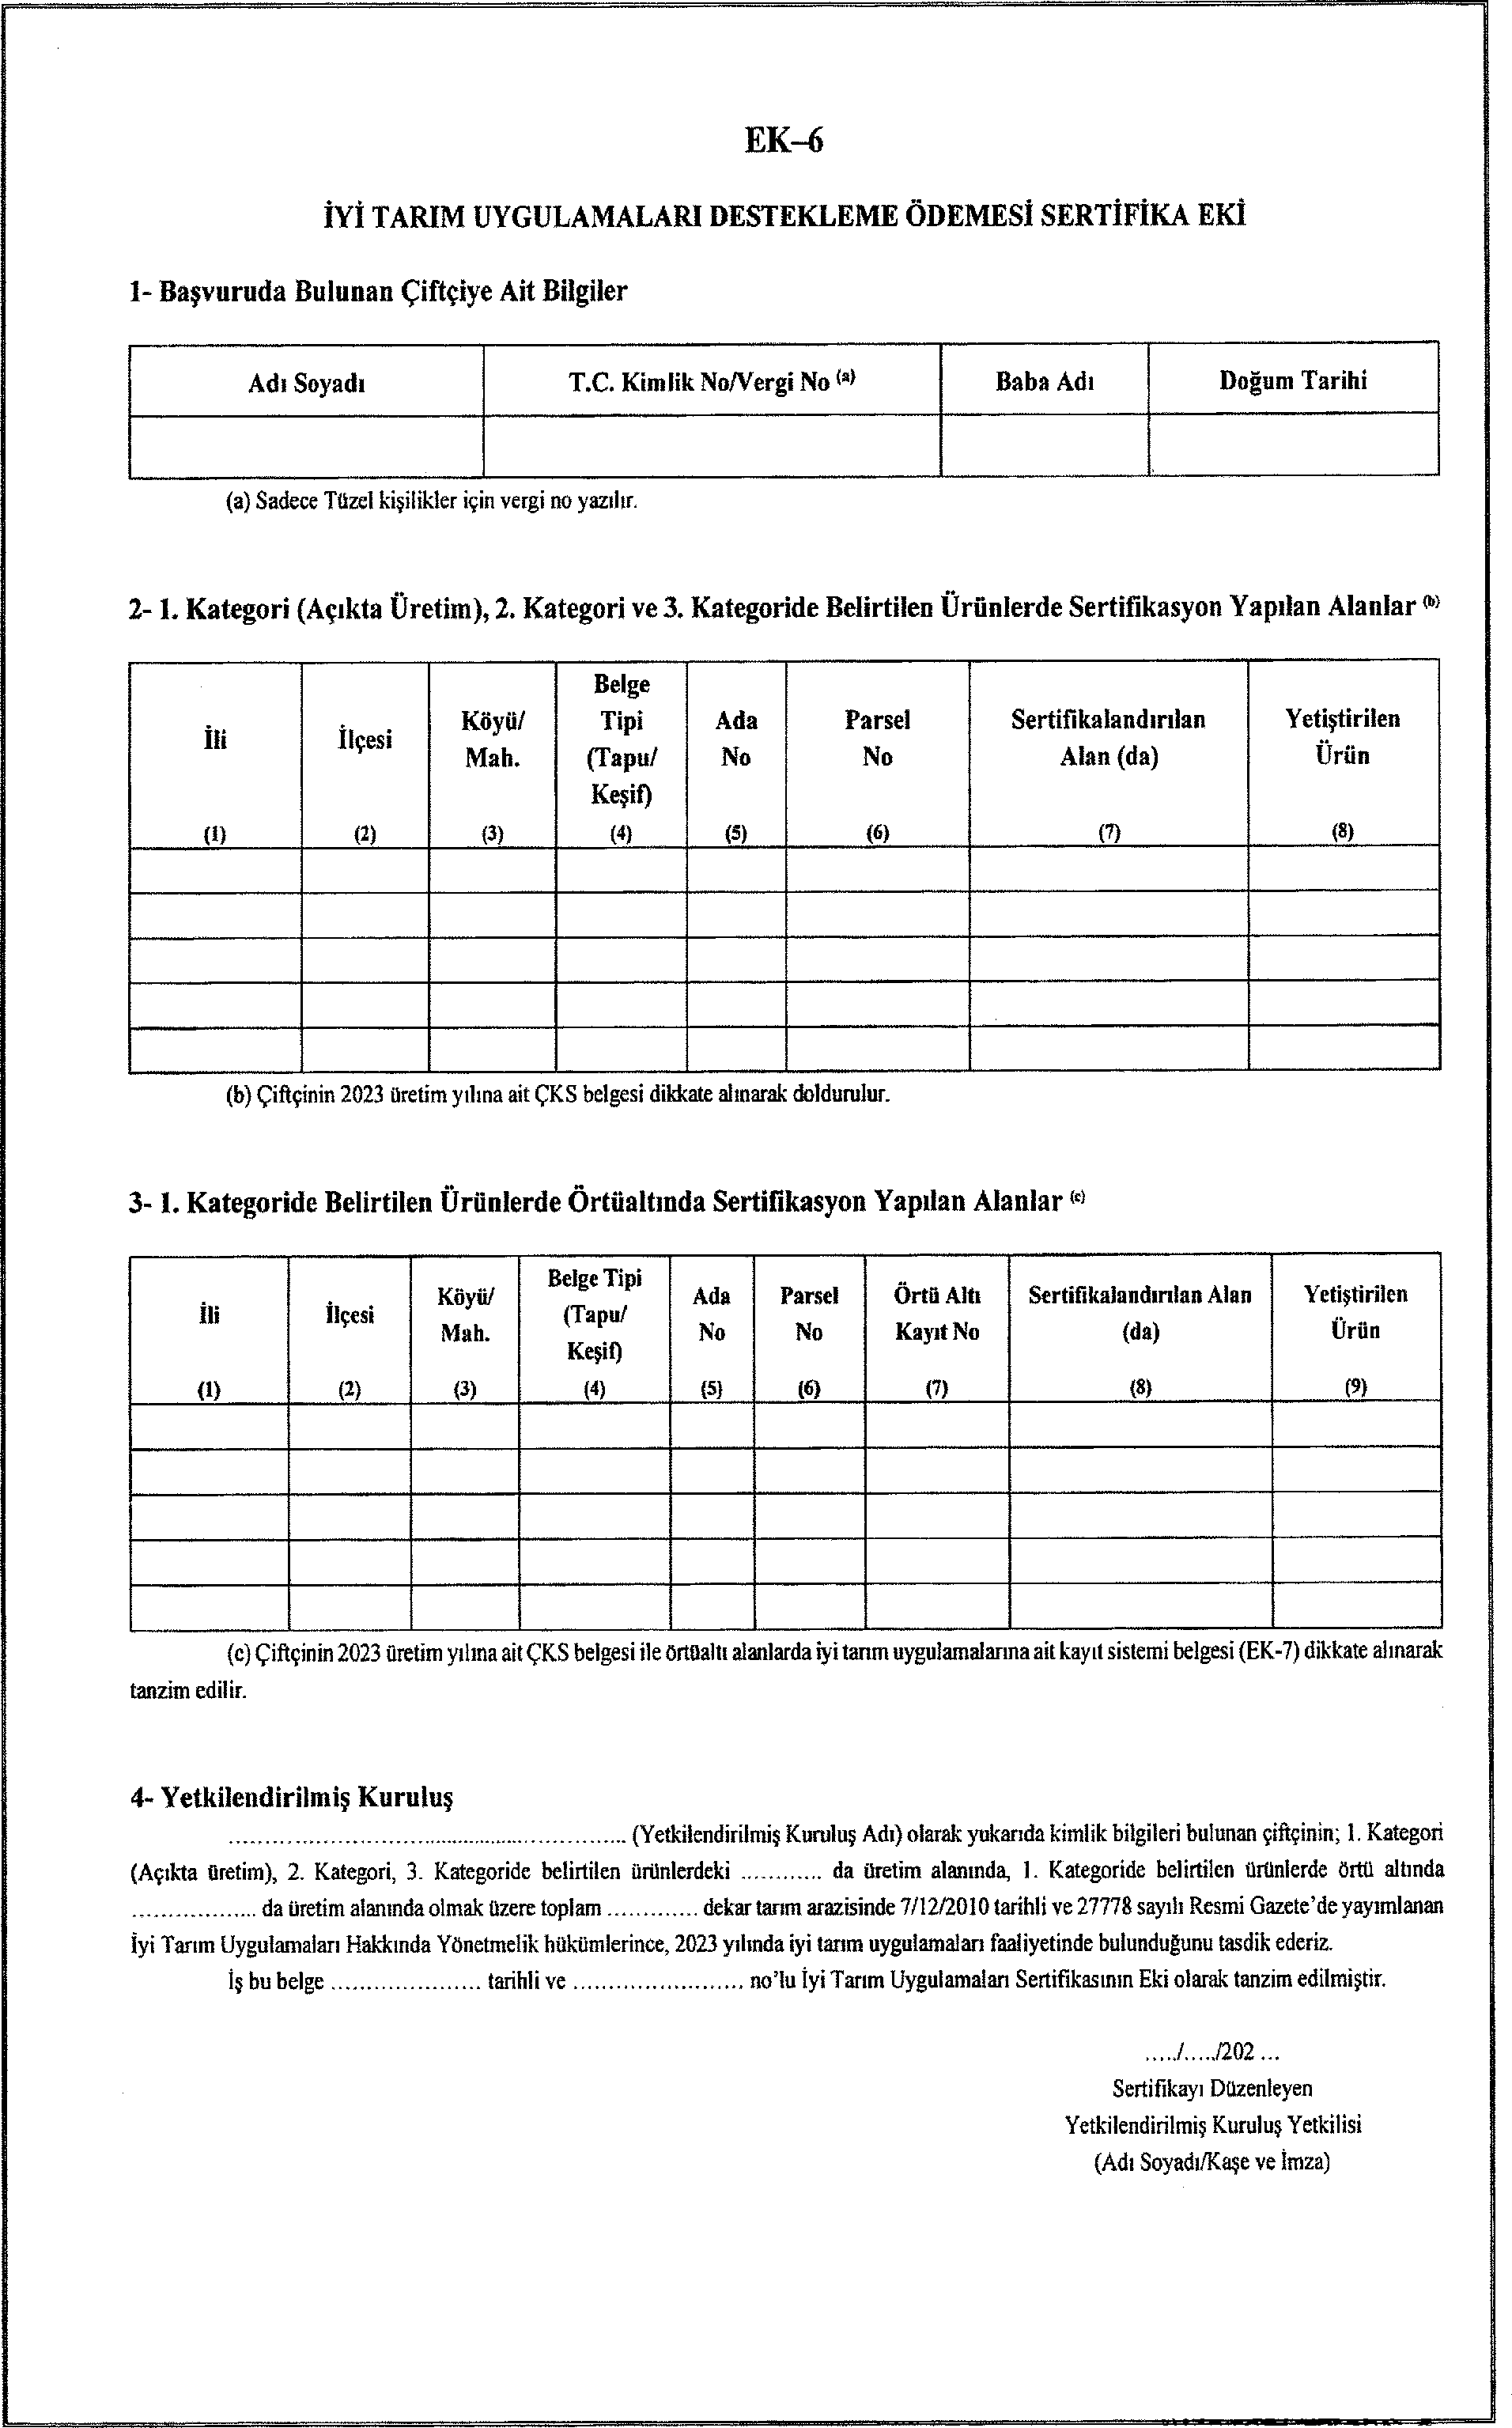 EK–6
İYİ TARIM UYGULAMALARI DESTEKLEME ÖDEMESİ SERTİFİKA EKİ
1- Başvuruda Bulunan Çiftçiye Ait Bilgiler
Adı Soyadı T.C. Kimlik No/Vergi No (a) Baba Adı Doğum Tarihi
(a) Sadece Tüzel kişilikler için vergi no yazılır.
2- 1. Kategori (Açıkta Üretim), 2. Kategori ve 3. Kategoride Belirtilen Ürünlerde Sertifikasyon Yapılan Alanlar (b)
İli
(1)
İlçesi
(2)
Köyü/
Mah.
(3)
Belge
Tipi
(Tapu/
Keşif)
(4)
Ada
No
(5)
Parsel
No
(6)
Sertifikalandırılan
Alan (da)
(7)
Yetiştirilen
Ürün
(8)
(b) Çiftçinin 2023 üretim yılına ait ÇKS belgesi dikkate alınarak doldurulur.
3- 1. Kategoride Belirtilen Ürünlerde Örtüaltında Sertifikasyon Yapılan Alanlar (c)
İli
(1)
İlçesi
(2)
Köyü/
Mah.
(3)
Belge Tipi
(Tapu/
Keşif)
(4)
Ada
No
(5)
Parsel
No
(6)
Örtü Altı
Kayıt No
(7)
Sertifikalandırılan Alan
(da)
(8)
Yetiştirilen
Ürün
(9)
(c) Çiftçinin 2023 üretim yılına ait ÇKS belgesi ile örtüaltı alanlarda iyi tarım uygulamalarına ait kayıt sistemi belgesi (EK-7) dikkate alınarak
tanzim edilir.
4- Yetkilendirilmiş Kuruluş
........................................................ (Yetkilendirilmiş Kuruluş Adı) olarak yukarıda kimlik bilgileri bulunan çiftçinin; 1. Kategori
(Açıkta üretim), 2. Kategori, 3. Kategoride belirtilen ürünlerdeki ............ da üretim alanında, 1. Kategoride belirtilen ürünlerde örtü altında
.................. da üretim alanında olmak üzere toplam ............. dekar tarım arazisinde 7/12/2010 tarihli ve 27778 sayılı Resmi Gazete’de yayımlanan
İyi Tarım Uygulamaları Hakkında Yönetmelik hükümlerince, 2023 yılında iyi tarım uygulamaları faaliyetinde bulunduğunu tasdik ederiz.
İş bu belge ..................... tarihli ve ........................ no’lu İyi Tarım Uygulamaları Sertifikasının Eki olarak tanzim edilmiştir.
...../...../202 ...
Sertifikayı Düzenleyen
Yetkilendirilmiş Kuruluş Yetkilisi
(Adı Soyadı/Kaşe ve İmza)